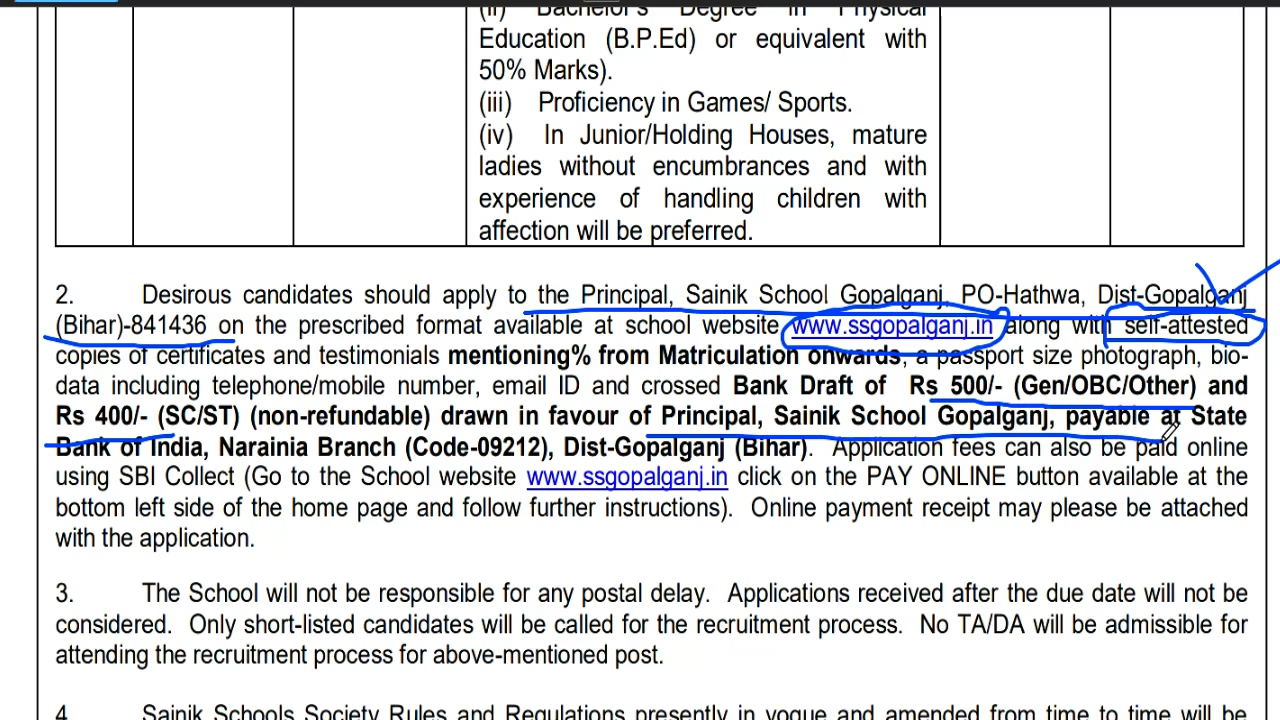 (ii) Bachelor's Degree in Physical
Education (B.P.Ed) or equivalent with
50% Marks).
(iii) Proficiency in Games/ Sports.
(iv) In Junior/Holding Houses, mature
ladies without encumbrances and with
experience of handling children with
affection will be preferred.
2. Desirous candidates should apply to the Principal, Sainik School Gopalganj, PO-Hathwa, Dist-Gopalganj
(Bihar)-841436 on the prescribed format available at school website www.ssgopalganj.in along with self-attested
copies of certificates and testimonials mentioning% from Matriculation onwards, a passport size photograph, bio-
data including telephone/mobile number, email ID and crossed Bank Draft of Rs 500/- (Gen/OBC/Other) and
Rs 400/- (SC/ST) (non-refundable) drawn in favour of Principal, Sainik School Gopalganj, payable at State
Bank of India, Narainia Branch (Code-09212), Dist-Gopalganj (Bihar). Application fees can also be paid online
using SBI Collect (Go to the School website www.ssgopalganj.in click on the PAY ONLINE button available at the
bottom left side of the home page and follow further instructions). Online payment receipt may please be attached
with the application.
3. The School will not be responsible for any postal delay. Applications received after the due date will not be
considered. Only short-listed candidates will be called for the recruitment process. No TA/DA will be admissible for
attending the recruitment process for above-mentioned post.
4. Sainik Schools Society Rules and Regulations presently in vogue and amended from time to time will be